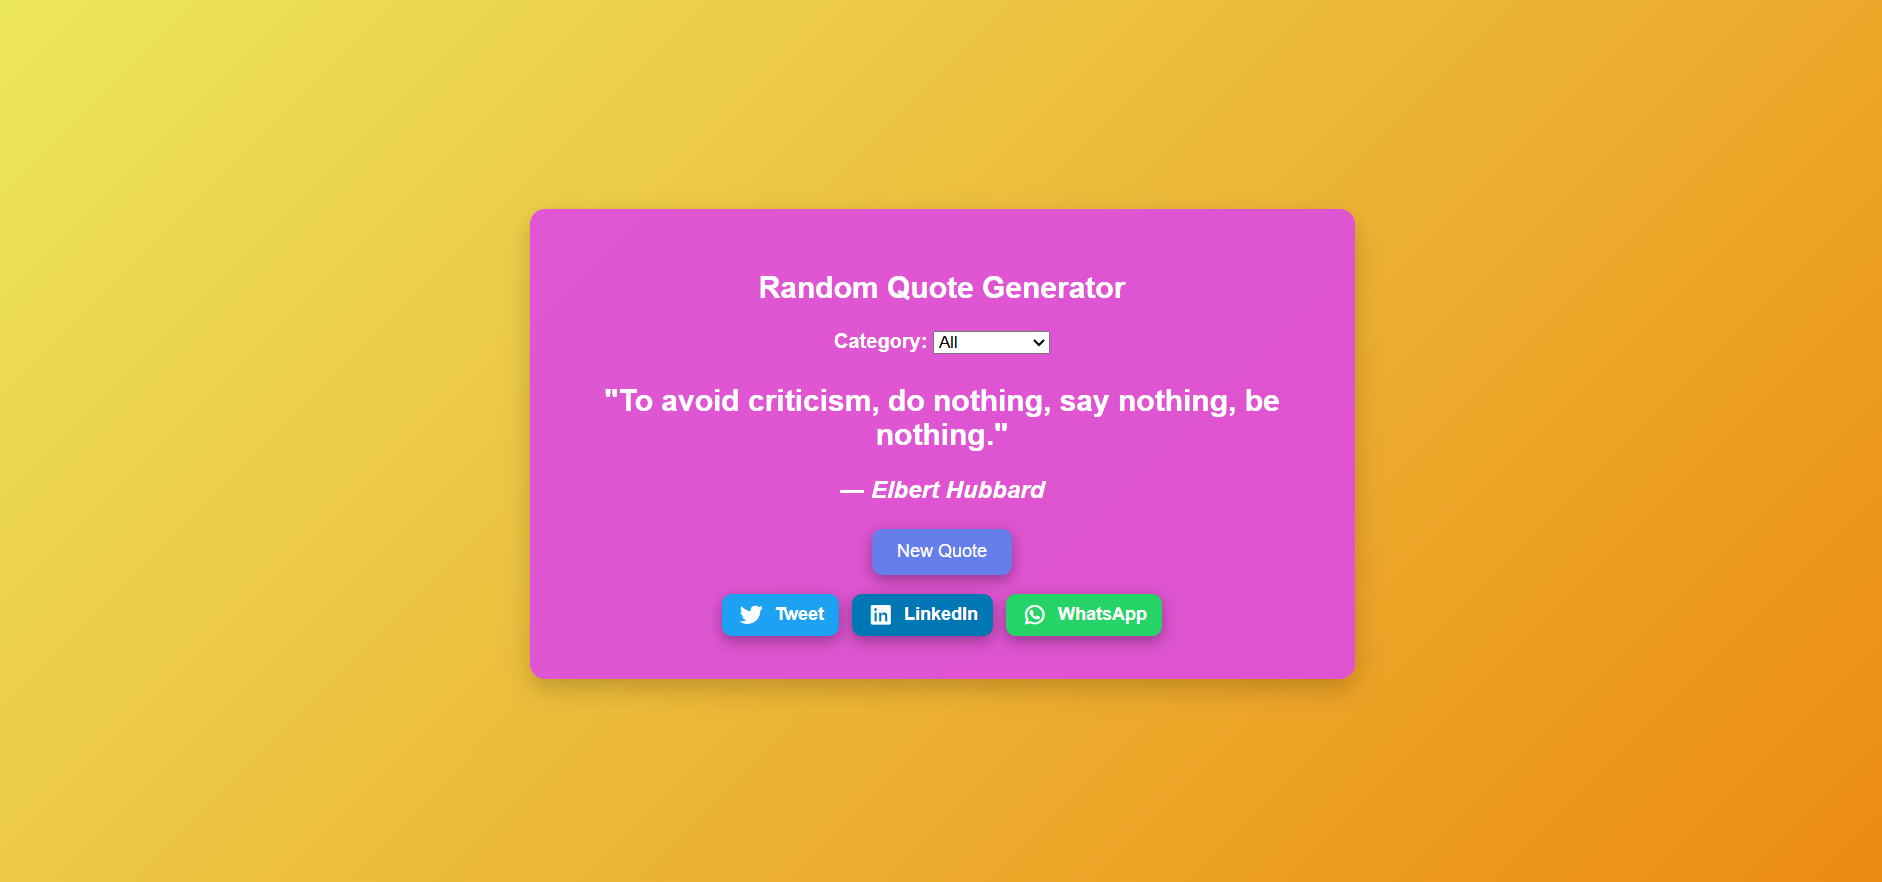 Random Quote Generator
Category: All
"To avoid criticism, do nothing, say nothing, be
nothing."
— Elbert Hubbard
New Quote
Tweet LinkedIn WhatsApp